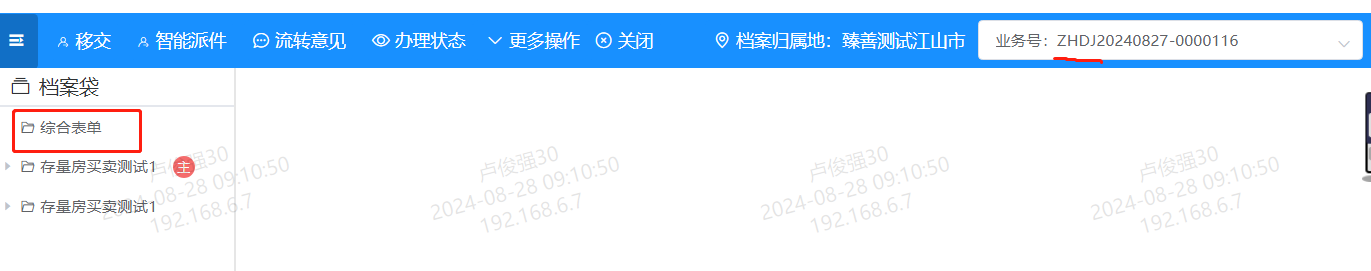 移交 智能派件 流转意见 办理状态 更多操作 关闭 档案归属地：臻善测试江山市 业务号：ZHDJ20240827-0000116
档案袋
综合表单
存量房买卖测试1 主
存量房买卖测试1
卢俊强30
2024-08-28 09:10:50
192.168.6.7
卢俊强30
2024-08-28 09:10:50
192.168.6.7
卢俊强30
2024-08-28 09:10:50
192.168.6.7
卢俊强30
2024-08-28 09:10:50
192.168.6.7